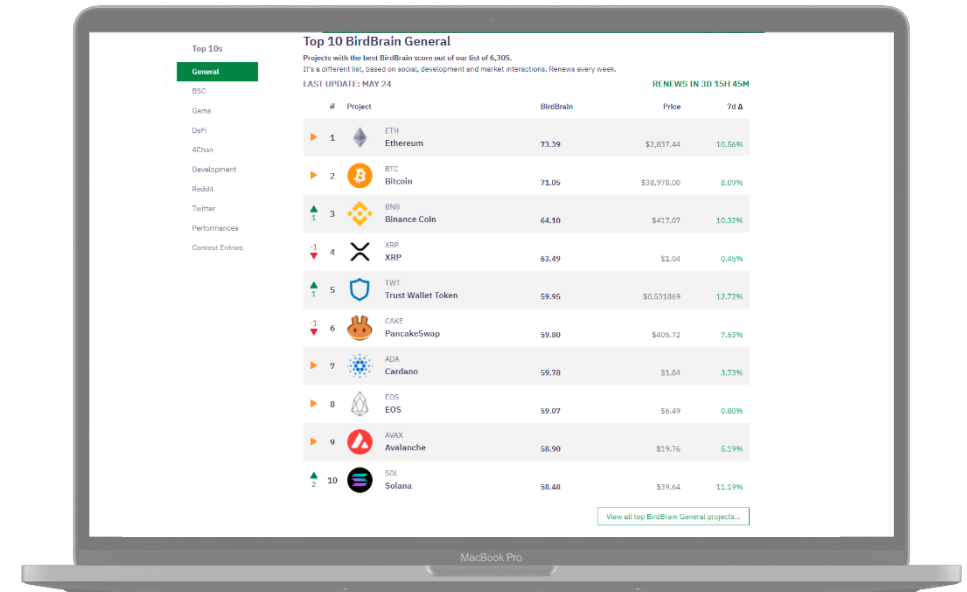 Top 10s
General
BSC
Gems
DeFi
4Chan
Development
Reddit
Twitter
Performances
Contest Entries
Top 10 BirdBrain General
Projects with the best BirdBrain score out of our list of 6,305.
It's a different list, based on social, development and market interactions. Renews every week.
LAST UPDATE: MAY 24 RENEWS IN 3D 15H 45M
# Project BirdBrain Price 7d Δ
1 ETH
Ethereum 73.39 $2,837.44 10.56%
2 BTC
Bitcoin 71.05 $38,978.00 8.09%
1 3 BNB
Binance Coin 64.10 $417.07 10.32%
-1 4 XRP
XRP 63.49 $1.04 0.45%
1 5 TWT
Trust Wallet Token 59.95 $0.531869 12.72%
-1 6 CAKE
PancakeSwap 59.80 $405.72 7.53%
7 ADA
Cardano 59.78 $1.84 3.73%
8 EOS
EOS 59.07 $6.49 0.80%
9 AVAX
Avalanche 58.90 $19.76 5.19%
2 10 SOL
Solana 58.48 $39.64 11.19%
View all top BirdBrain General projects...
MacBook Pro